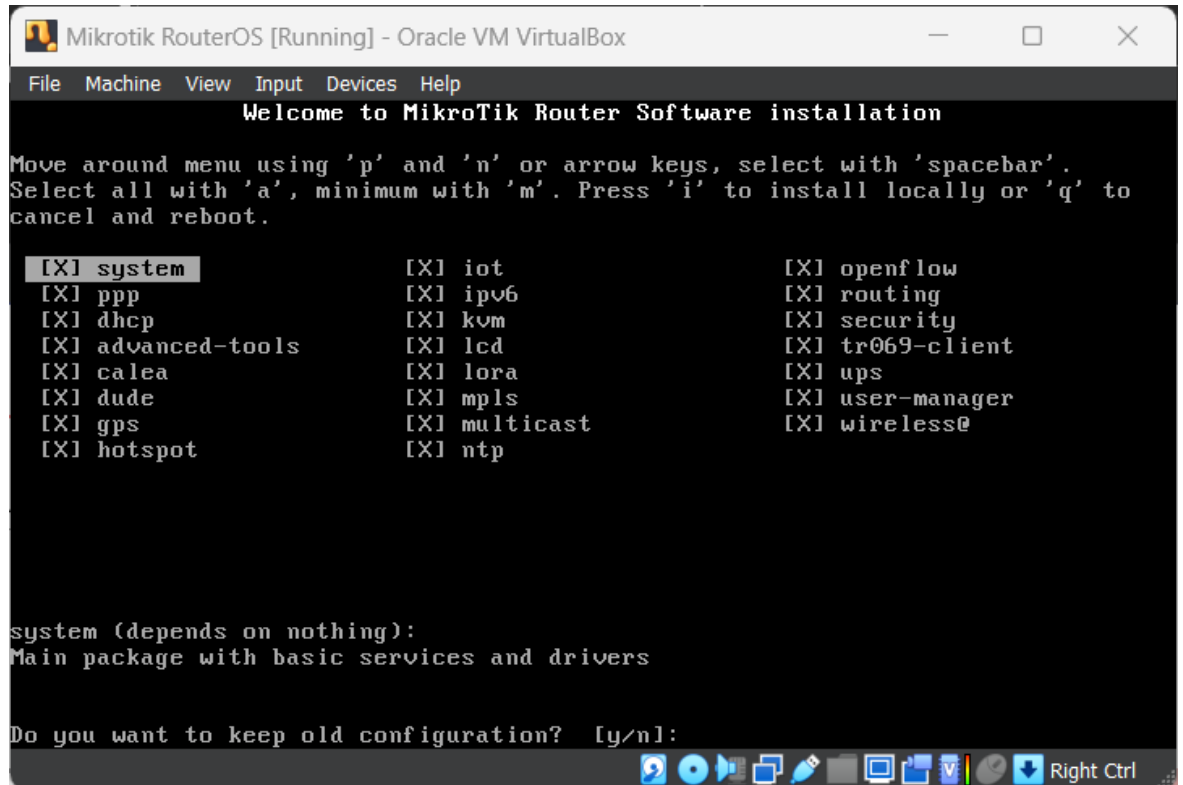 Mikrotik RouterOS [Running] - Oracle VM VirtualBox
File Machine View Input Devices Help
Welcome to MikroTik Router Software installation
Move around menu using 'p' and 'n' or arrow keys, select with 'spacebar'.
Select all with 'a', minimum with 'm'. Press 'i' to install locally or 'q' to
cancel and reboot.
[X] system [X] iot [X] openflow
[X] ppp [X] ipv6 [X] routing
[X] dhcp [X] kvm [X] security
[X] advanced-tools [X] lcd [X] tr069-client
[X] calea [X] lora [X] ups
[X] dude [X] mpls [X] user-manager
[X] gps [X] multicast [X] wireless@
[X] hotspot [X] ntp
system (depends on nothing):
Main package with basic services and drivers
Do you want to keep old configuration? [y/n]:
Right Ctrl